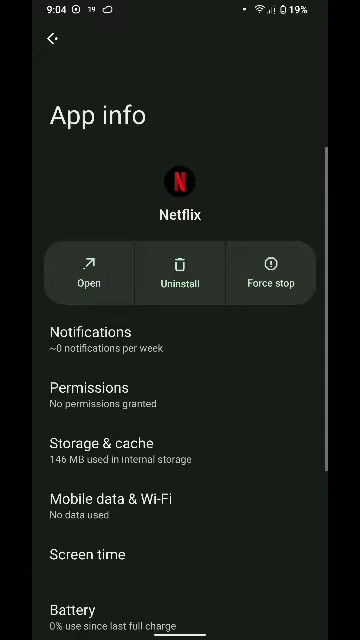 9:04 19 19%
App info
N
Netflix
Open Uninstall Force stop
Notifications
~0 notifications per week
Permissions
No permissions granted
Storage & cache
146 MB used in internal storage
Mobile data & Wi-Fi
No data used
Screen time
Battery
0% use since last full charge